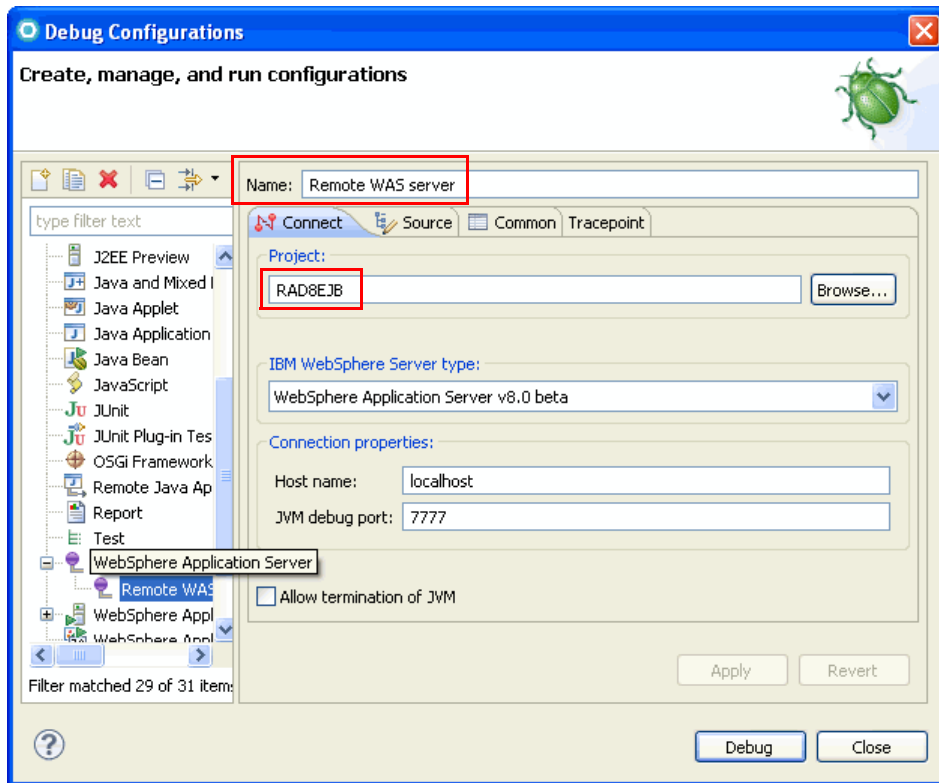 Debug Configurations
Create, manage, and run configurations
type filter text
J2EE Preview
Java and Mixed
Java Applet
Java Application
Java Bean
JavaScript
JUnit
JUnit Plug-in Tes
OSGi Framework
Remote Java Ap
Report
Test
WebSphere Application Server
Remote WAS
WebSphere Appl
WebSphere Appl
Filter matched 29 of 31 items
Name: Remote WAS server
Connect Source Common Tracepoint
Project:
RAD8EJB Browse...
IBM WebSphere Server type:
WebSphere Application Server v8.0 beta
Connection properties:
Host name: localhost
JVM debug port: 7777
Allow termination of JVM
Apply Revert
? Debug Close